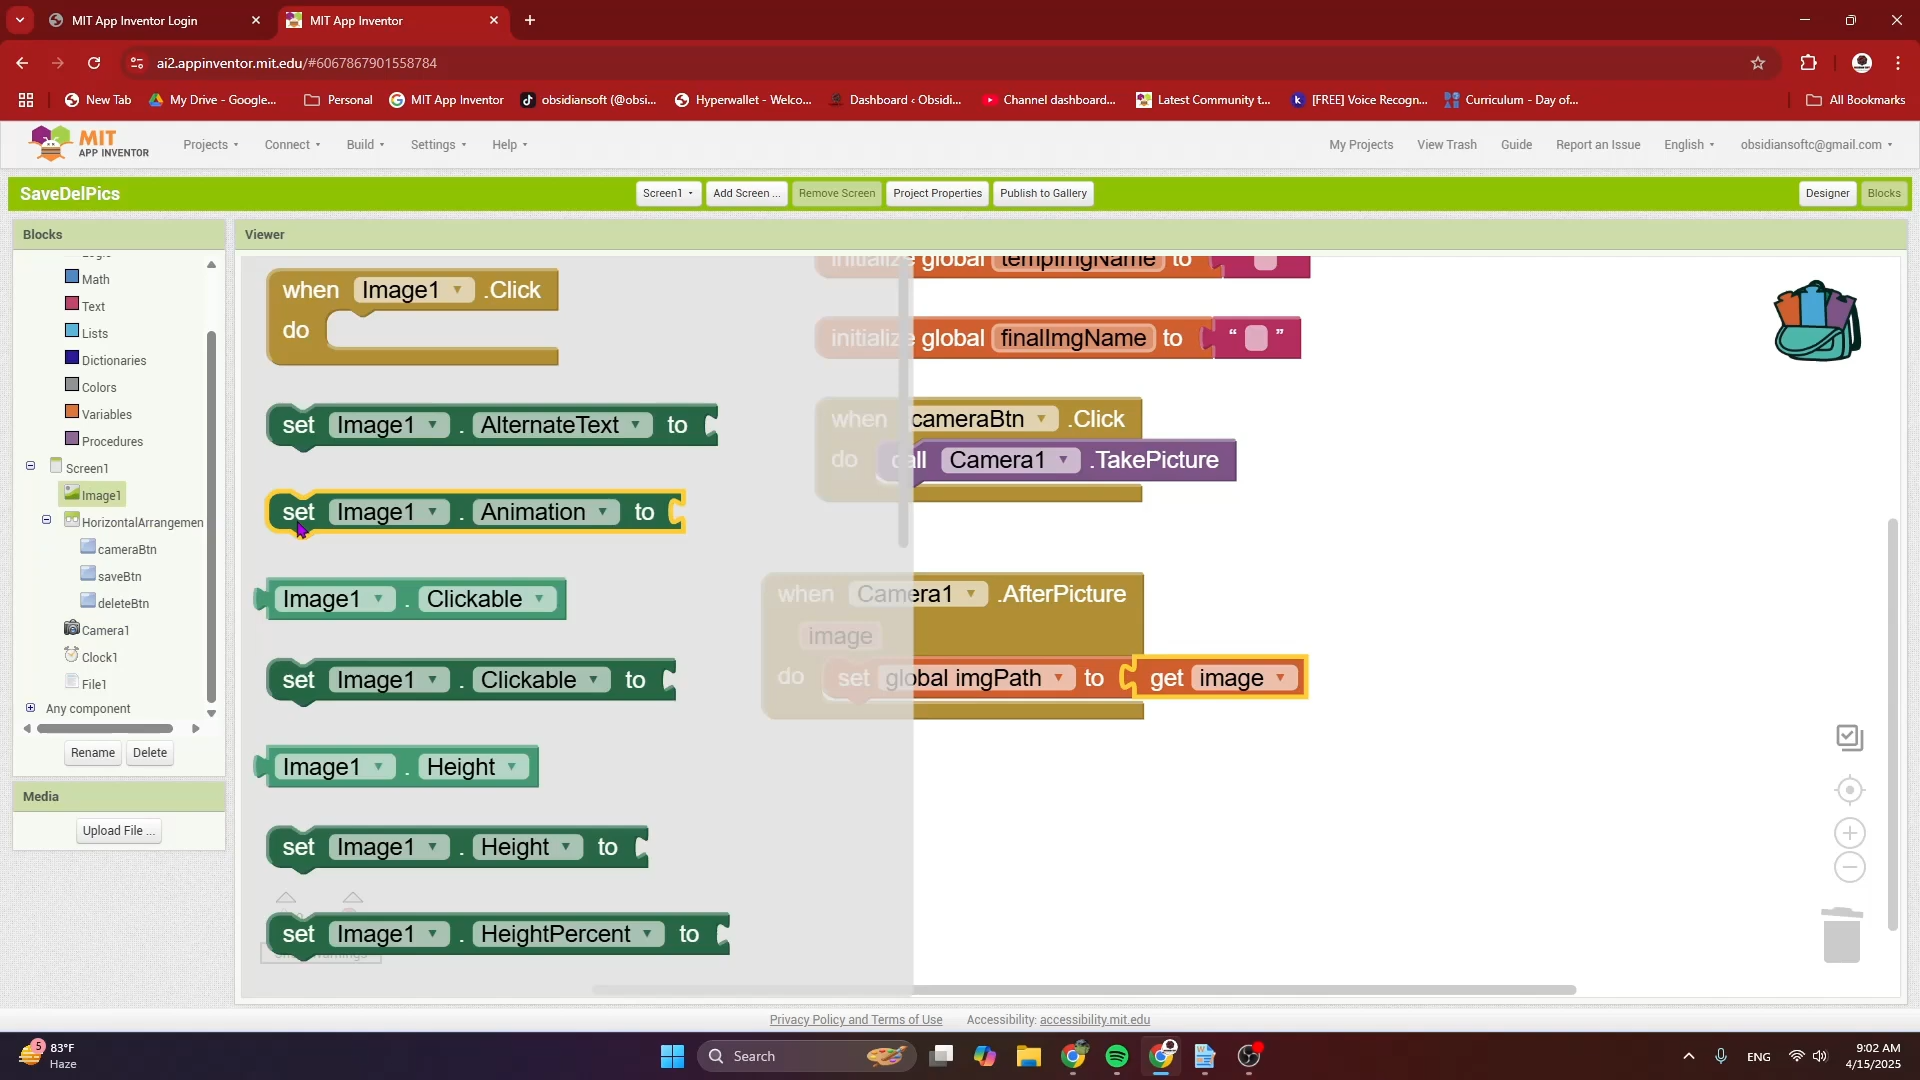 MIT App Inventor Login
MIT App Inventor
ai2.appinventor.mit.edu/#6067867901558784
New Tab
My Drive - Google...
Personal
MIT App Inventor
obsidiansoft (@obsi...
Hyperwallet - Welco...
Dashboard ‹ Obsidi...
Channel dashboard...
Latest Community t...
[FREE] Voice Recogn...
Curriculum - Day of...
All Bookmarks
MIT
APP INVENTOR
Projects
Connect
Build
Settings
Help
My Projects
View Trash
Guide
Report an Issue
English
obsidiansoftc@gmail.com
SaveDelPics
Screen1
Add Screen ...
Remove Screen
Project Properties
Publish to Gallery
Designer
Blocks
Blocks
Viewer
Math
Text
Lists
Dictionaries
Colors
Variables
Procedures
Screen1
Image1
HorizontalArrangemen
cameraBtn
saveBtn
deleteBtn
Camera1
Clock1
File1
Any component
Rename
Delete
Media
Upload File ...
when Image1 .Click
do
set Image1 . AlternateText to
set Image1 . Animation to
Image1 . Clickable
set Image1 . Clickable to
Image1 . Height
set Image1 . Height to
set Image1 . HeightPercent to
initialize global tempImgName to
initialize global finalImgName to “ ”
when cameraBtn .Click
do call Camera1 .TakePicture
when Camera1 .AfterPicture
image
do set global imgPath to get image
Privacy Policy and Terms of Use
Accessibility: accessibility.mit.edu
5
83°F
Haze
Search
ENG
9:02 AM
4/15/2025